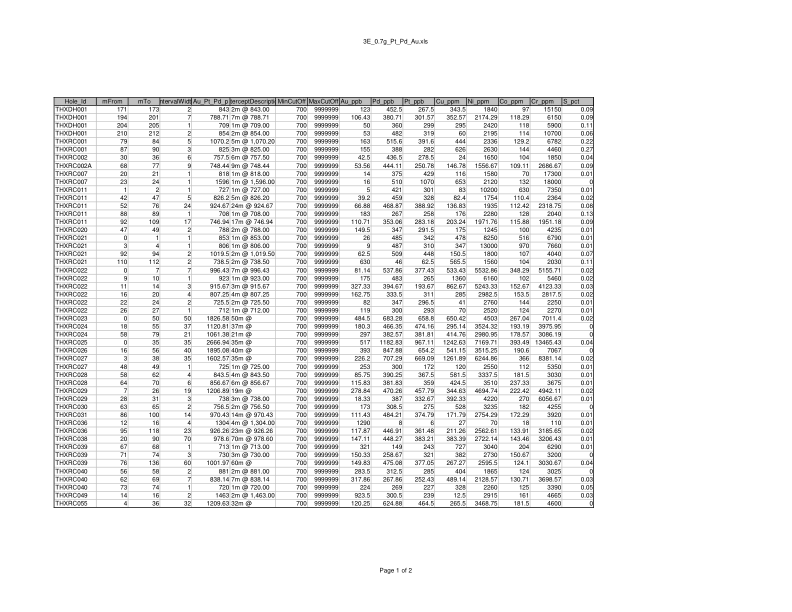 3E_0.7g_Pt_Pd_Au.xls
Hole_Id mFrom mTo ntervalWidt Au_Pt_Pd_p terceptDescripti MinCutOff MaxCutOff Au_ppb Pd_ppb Pt_ppb Cu_ppm Ni_ppm Co_ppm Cr_ppm S_pct
THXDH001 171 173 2 843 2m @ 843.00 700 9999999 123 452.5 267.5 343.5 1840 97 15150 0.09
THXDH001 194 201 7 788.71 7m @ 788.71 700 9999999 106.43 380.71 301.57 352.57 2174.29 118.29 6150 0.09
THXDH001 204 205 1 709 1m @ 709.00 700 9999999 50 360 299 295 2420 118 5900 0.11
THXDH001 210 212 2 854 2m @ 854.00 700 9999999 53 482 319 60 2195 114 10700 0.06
THXRC001 79 84 5 1070.2 5m @ 1,070.20 700 9999999 163 515.6 391.6 444 2336 129.2 6782 0.22
THXRC001 87 90 3 825 3m @ 825.00 700 9999999 155 388 282 626 2630 144 4460 0.27
THXRC002 30 36 6 757.5 6m @ 757.50 700 9999999 42.5 436.5 278.5 24 1650 104 1850 0.04
THXRC002A 68 77 9 748.44 9m @ 748.44 700 9999999 53.56 444.11 250.78 146.78 1556.67 109.11 2686.67 0.09
THXRC007 20 21 1 818 1m @ 818.00 700 9999999 14 375 429 116 1580 70 17300 0.01
THXRC007 23 24 1 1596 1m @ 1,596.00 700 9999999 16 510 1070 653 2120 132 18000 0
THXRC011 1 2 1 727 1m @ 727.00 700 9999999 5 421 301 83 10200 630 7350 0.01
THXRC011 42 47 5 826.2 5m @ 826.20 700 9999999 39.2 459 328 82.4 1754 110.4 2364 0.02
THXRC011 52 76 24 924.67 24m @ 924.67 700 9999999 66.88 468.87 388.92 136.83 1935 112.42 2318.75 0.08
THXRC011 88 89 1 708 1m @ 708.00 700 9999999 183 267 258 176 2280 128 2040 0.13
THXRC011 92 109 17 746.94 17m @ 746.94 700 9999999 110.71 353.06 283.18 203.24 1971.76 115.88 1951.18 0.09
THXRC020 47 49 2 788 2m @ 788.00 700 9999999 149.5 347 291.5 175 1245 100 4235 0.01
THXRC021 0 1 1 853 1m @ 853.00 700 9999999 26 485 342 478 8250 516 6790 0.01
THXRC021 3 4 1 806 1m @ 806.00 700 9999999 9 487 310 347 13000 970 7660 0.01
THXRC021 92 94 2 1019.5 2m @ 1,019.50 700 9999999 62.5 509 448 150.5 1800 107 4040 0.07
THXRC021 110 112 2 738.5 2m @ 738.50 700 9999999 630 46 62.5 565.5 1560 104 2030 0.11
THXRC022 0 7 7 996.43 7m @ 996.43 700 9999999 81.14 537.86 377.43 533.43 5532.86 348.29 5155.71 0.02
THXRC022 9 10 1 923 1m @ 923.00 700 9999999 175 483 265 1360 6160 102 5460 0.02
THXRC022 11 14 3 915.67 3m @ 915.67 700 9999999 327.33 394.67 193.67 862.67 5243.33 152.67 4123.33 0.03
THXRC022 16 20 4 807.25 4m @ 807.25 700 9999999 162.75 333.5 311 285 2982.5 153.5 2817.5 0.02
THXRC022 22 24 2 725.5 2m @ 725.50 700 9999999 82 347 296.5 41 2760 144 2250 0.01
THXRC022 26 27 1 712 1m @ 712.00 700 9999999 119 300 293 70 2520 124 2270 0.01
THXRC023 0 50 50 1826.58 50m @ 700 9999999 484.5 683.28 658.8 650.42 4503 267.04 7011.4 0.02
THXRC024 18 55 37 1120.81 37m @ 700 9999999 180.3 466.35 474.16 295.14 3524.32 193.19 3975.95 0
THXRC024 58 79 21 1061.38 21m @ 700 9999999 297 382.57 381.81 414.76 2980.95 178.57 3086.19 0
THXRC025 0 35 35 2666.94 35m @ 700 9999999 517 1182.83 967.11 1242.63 7169.71 393.49 13465.43 0.04
THXRC026 16 56 40 1895.08 40m @ 700 9999999 393 847.88 654.2 541.15 3515.25 190.6 7067 0
THXRC027 3 38 35 1602.57 35m @ 700 9999999 226.2 707.29 669.09 1261.89 6244.86 366 8381.14 0.02
THXRC027 48 49 1 725 1m @ 725.00 700 9999999 253 300 172 120 2550 112 5350 0.01
THXRC028 58 62 4 843.5 4m @ 843.50 700 9999999 85.75 390.25 367.5 581.5 3337.5 181.5 3030 0.01
THXRC028 64 70 6 856.67 6m @ 856.67 700 9999999 115.83 381.83 359 424.5 3510 237.33 3675 0.01
THXRC029 7 26 19 1206.89 19m @ 700 9999999 278.84 470.26 457.79 344.63 4694.74 222.42 4942.11 0.02
THXRC029 28 31 3 738 3m @ 738.00 700 9999999 18.33 387 332.67 392.33 4220 270 6056.67 0.01
THXRC030 63 65 2 756.5 2m @ 756.50 700 9999999 173 308.5 275 528 3235 182 4255 0
THXRC031 86 100 14 970.43 14m @ 970.43 700 9999999 111.43 484.21 374.79 171.79 2754.29 172.29 3920 0.01
THXRC036 12 16 4 1304 4m @ 1,304.00 700 9999999 1290 8 6 27 70 18 110 0.01
THXRC036 95 118 23 926.26 23m @ 926.26 700 9999999 117.87 446.91 361.48 211.26 2562.61 133.91 3185.65 0.02
THXRC038 20 90 70 978.6 70m @ 978.60 700 9999999 147.11 448.27 383.21 383.39 2722.14 143.46 3206.43 0.01
THXRC039 67 68 1 713 1m @ 713.00 700 9999999 321 149 243 727 3040 204 6290 0.01
THXRC039 71 74 3 730 3m @ 730.00 700 9999999 150.33 258.67 321 382 2730 150.67 3200 0
THXRC039 76 136 60 1001.97 60m @ 700 9999999 149.83 475.08 377.05 267.27 2595.5 124.1 3030.67 0.04
THXRC040 56 58 2 881 2m @ 881.00 700 9999999 283.5 312.5 285 404 1865 124 3025 0
THXRC040 62 69 7 838.14 7m @ 838.14 700 9999999 317.86 267.86 252.43 489.14 2128.57 130.71 3698.57 0.03
THXRC040 73 74 1 720 1m @ 720.00 700 9999999 224 269 227 328 2260 125 3390 0.05
THXRC049 14 16 2 1463 2m @ 1,463.00 700 9999999 923.5 300.5 239 12.5 2915 161 4665 0.03
THXRC055 4 36 32 1209.63 32m @ 700 9999999 120.25 624.88 464.5 265.5 3468.75 181.5 4600 0
Page 1 of 2